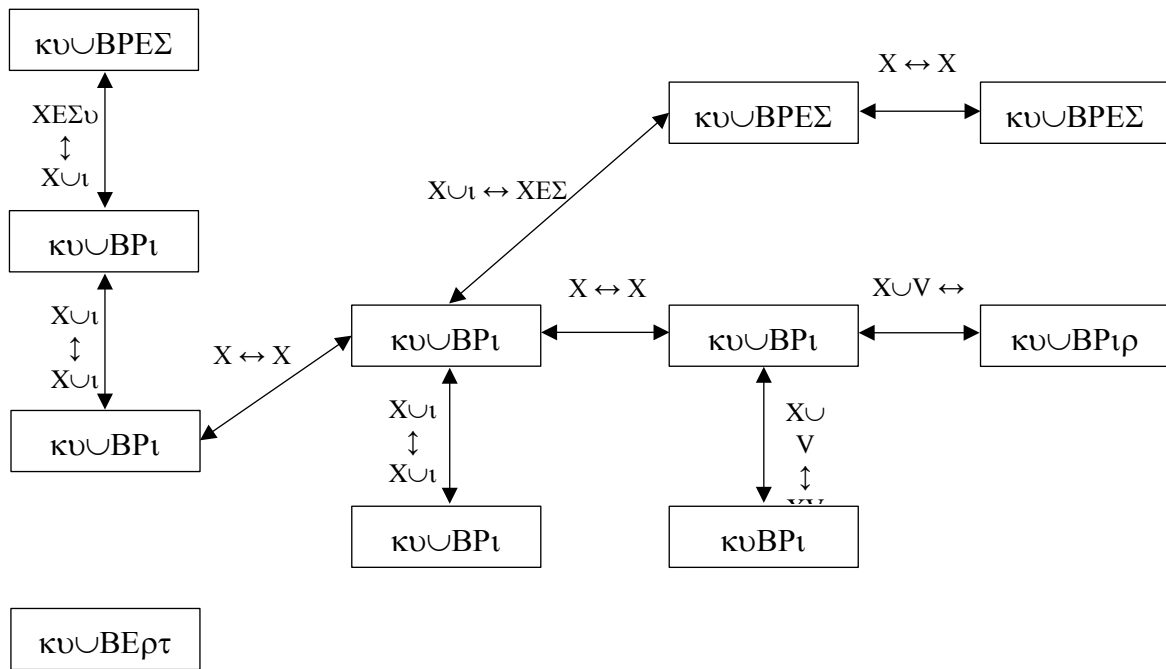 κυ∪ΒΡΕΣ
Χ ↔ Χ
ΧΕΣυ
↕
Χ∪ι
κυ∪ΒΡΕΣ
κυ∪ΒΡΕΣ
Χ∪ι ↔ ΧΕΣ
κυ∪ΒΡι
Χ∪ι
↕
Χ∪ι
Χ ↔ Χ
Χ ↔ Χ
Χ∪V ↔
κυ∪ΒΡι
κυ∪ΒΡι
κυ∪ΒΡιρ
κυ∪ΒΡι
Χ∪ι
↕
Χ∪ι
Χ∪
V
↕
κυ∪ΒΡι
κυΒΡι
κυ∪ΒΕρτ